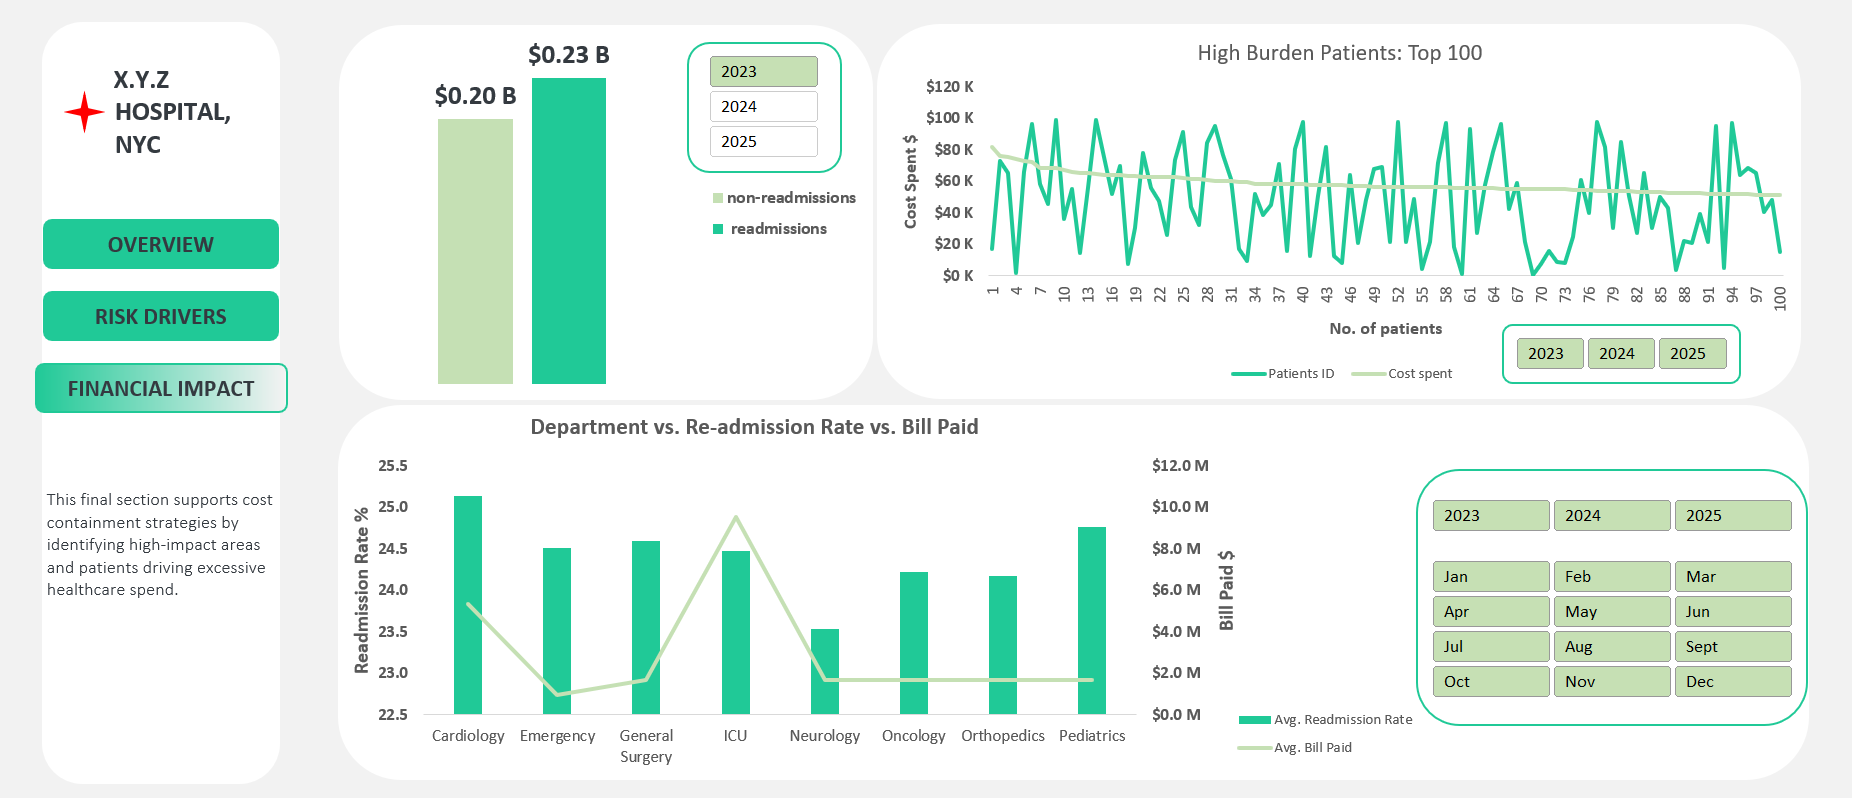 X.Y.Z
HOSPITAL,
NYC
OVERVIEW
RISK DRIVERS
FINANCIAL IMPACT
This final section supports cost
containment strategies by
identifying high-impact areas
and patients driving excessive
healthcare spend.
$0.20 B
$0.23 B
2023
2024
2025
non-readmissions
readmissions
High Burden Patients: Top 100
Cost Spent $
$120 K
$100 K
$80 K
$60 K
$40 K
$20 K
$0 K
1 4 7 10 13 16 19 22 25 28 31 34 37 40 43 46 49 52 55 58 61 64 67 70 73 76 79 82 85 88 91 94 97 100
No. of patients
Patients ID
Cost spent
2023 2024 2025
Department vs. Re-admission Rate vs. Bill Paid
Readmission Rate %
25.5
25.0
24.5
24.0
23.5
23.0
22.5
Cardiology Emergency General Surgery ICU Neurology Oncology Orthopedics Pediatrics
$12.0 M
$10.0 M
$8.0 M
$6.0 M
$4.0 M
$2.0 M
$0.0 M
Bill Paid $
Avg. Readmission Rate
Avg. Bill Paid
2023 2024 2025
Jan Feb Mar
Apr May Jun
Jul Aug Sept
Oct Nov Dec